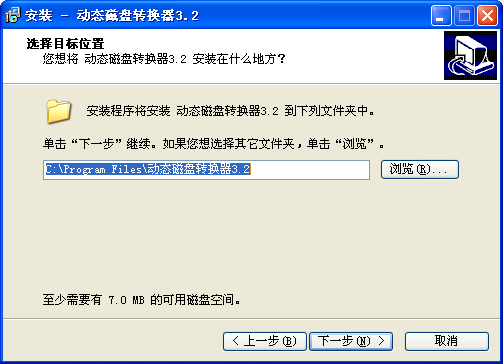 安装 - 动态磁盘转换器3.2
选择目标位置
您想将 动态磁盘转换器3.2 安装在什么地方？
安装程序将安装 动态磁盘转换器3.2 到下列文件夹中。
单击“下一步”继续。如果您想选择其它文件夹，单击“浏览”。
C:\Program Files\动态磁盘转换器3.2
浏览(R)...
至少需要有 7.0 MB 的可用磁盘空间。
< 上一步(B)
下一步(N) >
取消